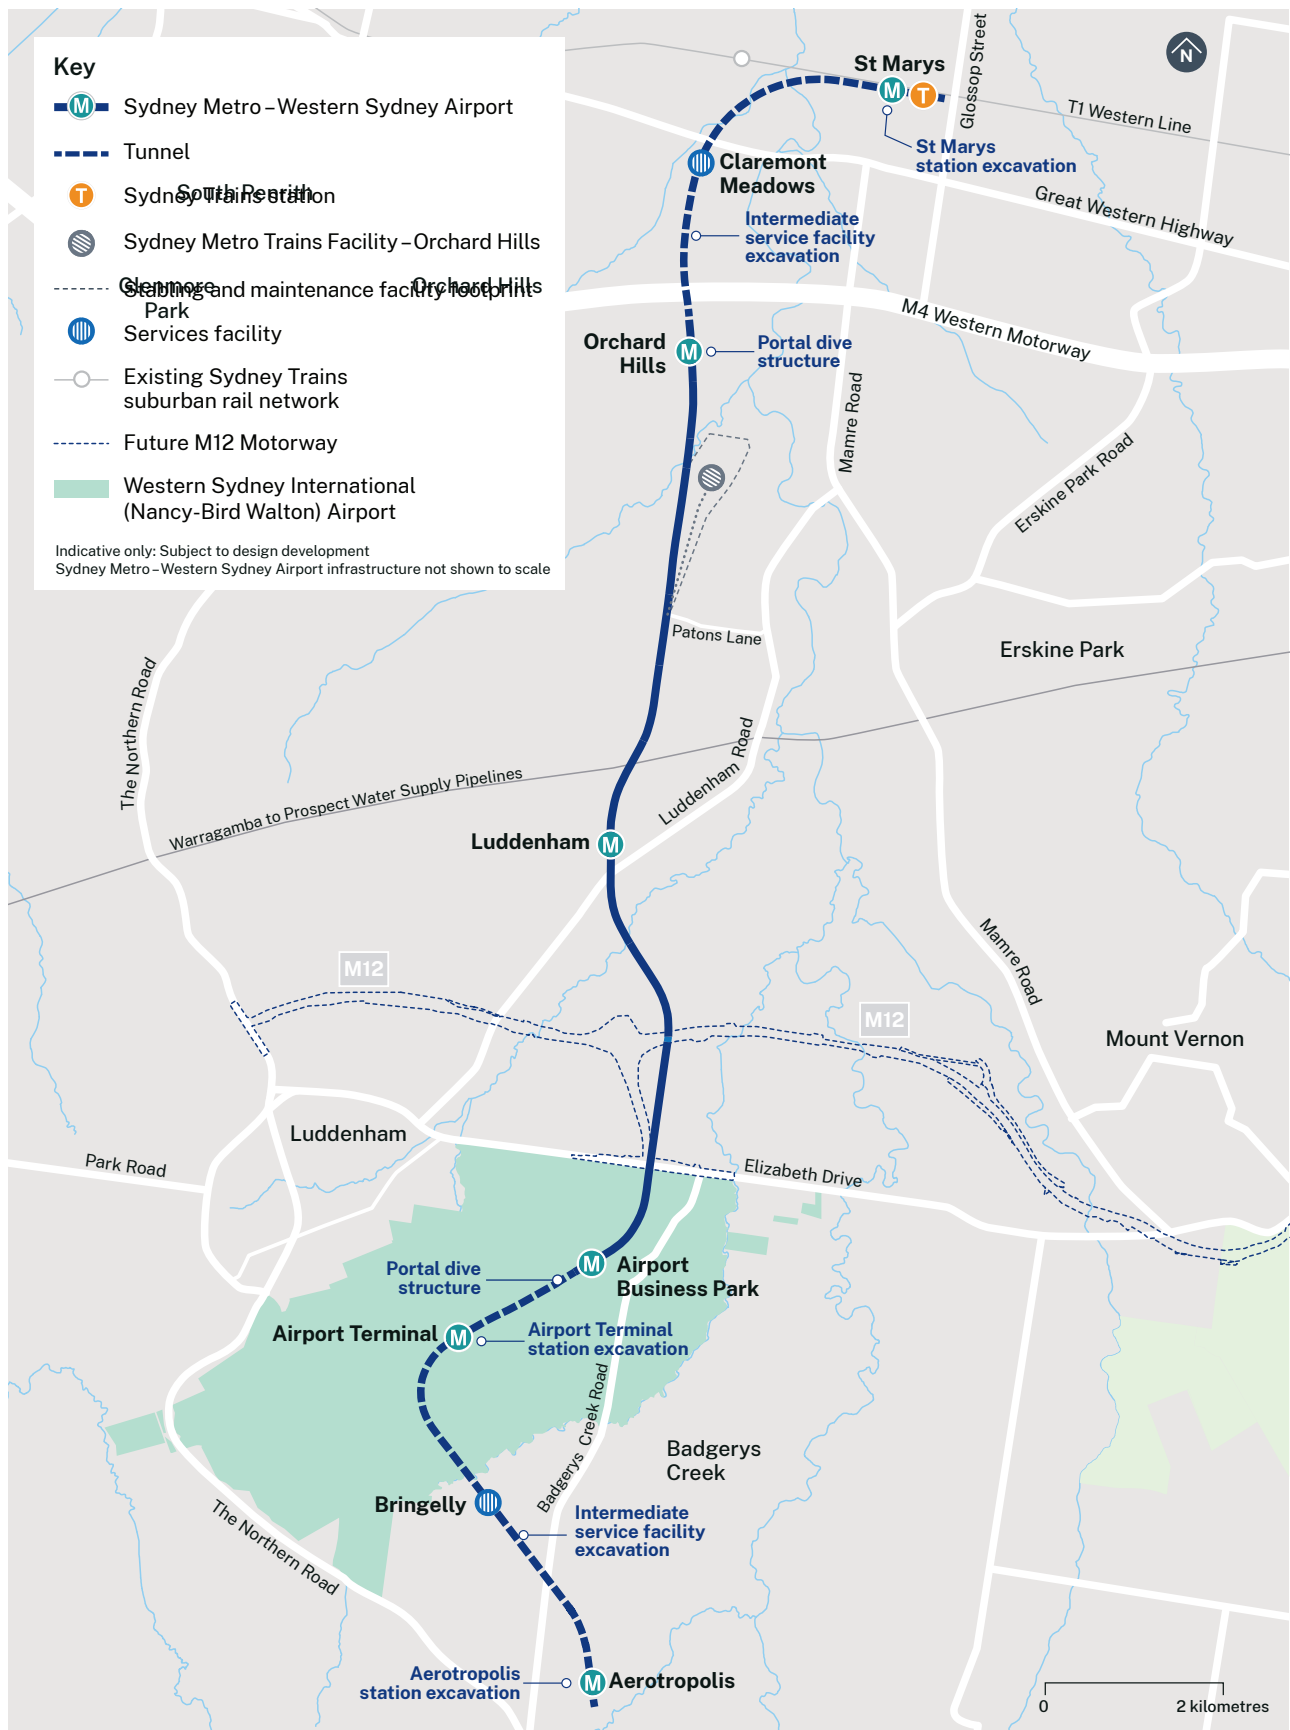 Key
M
Sydney Metro – Western Sydney Airport
Tunnel
T
Sydney Trains station
South Penrith
Sydney Metro Trains Facility – Orchard Hills
Stabling and maintenance facility footprint
Glenmore
Park
Orchard Hills
Services facility
Existing Sydney Trains
suburban rail network
Future M12 Motorway
Western Sydney International
(Nancy-Bird Walton) Airport
Indicative only: Subject to design development
Sydney Metro – Western Sydney Airport infrastructure not shown to scale
N
St Marys
M
T
Glossop Street
T1 Western Line
St Marys
station excavation
Claremont
Meadows
Great Western Highway
Intermediate
service facility
excavation
M4 Western Motorway
Orchard
Hills
M
Portal dive
structure
Mamre Road
Erskine Park Road
Patons Lane
Erskine Park
The Northern Road
Luddenham Road
Warragamba to Prospect Water Supply Pipelines
Luddenham
M
Mamre Road
M12
M12
Mount Vernon
Luddenham
Park Road
Elizabeth Drive
M
Airport
Business Park
Portal dive
structure
Airport Terminal
M
Airport Terminal
station excavation
Badgerys Creek Road
Badgerys
Creek
Bringelly
Intermediate
service facility
excavation
The Northern Road
Aerotropolis
station excavation
M
Aerotropolis
0
2 kilometres